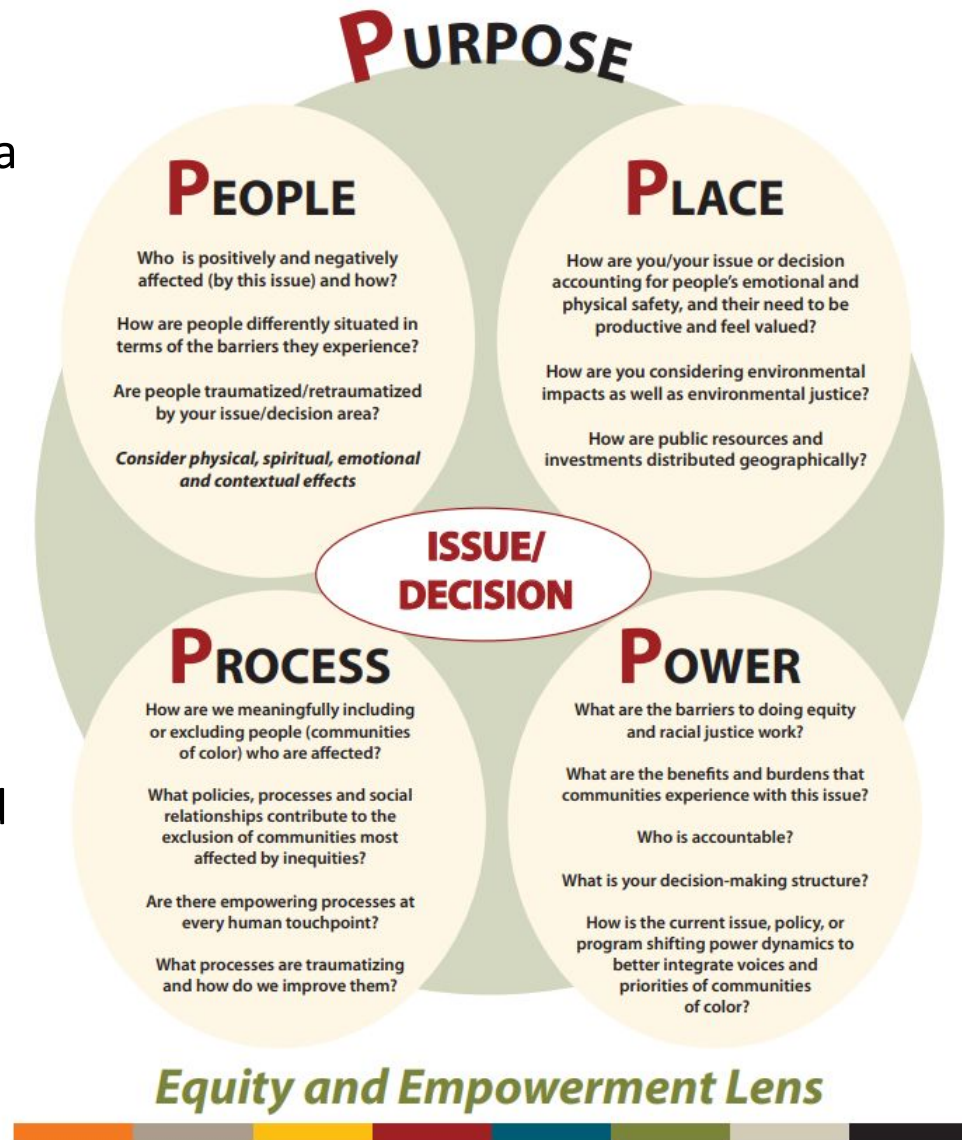 PURPOSE
a
PEOPLE
Who is positively and negatively
affected (by this issue) and how?
How are people differently situated in
terms of the barriers they experience?
Are people traumatized/retraumatized
by your issue/decision area?
Consider physical, spiritual, emotional
and contextual effects
PLACE
How are you/your issue or decision
accounting for people's emotional and
physical safety, and their need to be
productive and feel valued?
How are you considering environmental
impacts as well as environmental justice?
How are public resources and
investments distributed geographically?
ISSUE/
DECISION
PROCESS
How are we meaningfully including
or excluding people (communities
of color) who are affected?
What policies, processes and social
relationships contribute to the
exclusion of communities most
affected by inequities?
Are there empowering processes at
every human touchpoint?
What processes are traumatizing
and how do we improve them?
POWER
What are the barriers to doing equity
and racial justice work?
What are the benefits and burdens that
communities experience with this issue?
Who is accountable?
What is your decision-making structure?
How is the current issue, policy, or
program shifting power dynamics to
better integrate voices and
priorities of communities
of color?
Equity and Empowerment Lens